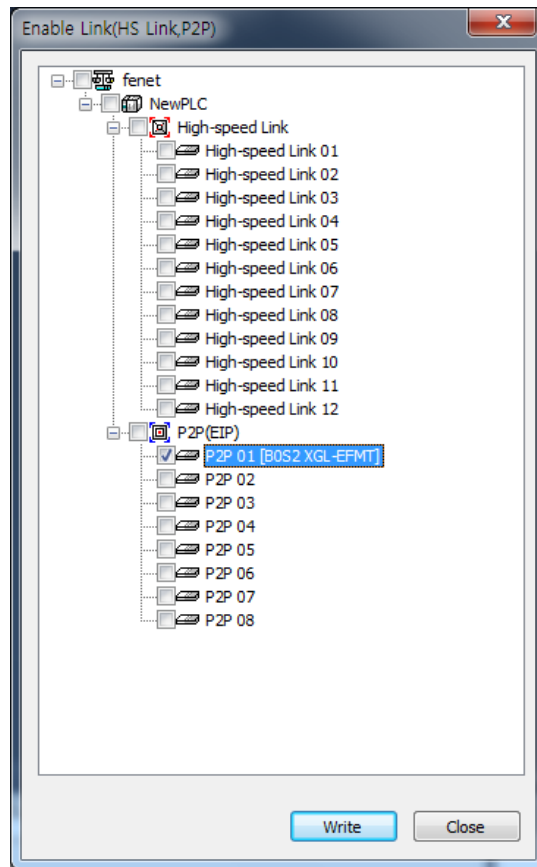 Enable Link(HS Link,P2P)
fenet
NewPLC
High-speed Link
High-speed Link 01
High-speed Link 02
High-speed Link 03
High-speed Link 04
High-speed Link 05
High-speed Link 06
High-speed Link 07
High-speed Link 08
High-speed Link 09
High-speed Link 10
High-speed Link 11
High-speed Link 12
P2P(EIP)
P2P 01 [B0S2 XGL-EFMT]
P2P 02
P2P 03
P2P 04
P2P 05
P2P 06
P2P 07
P2P 08
Write Close